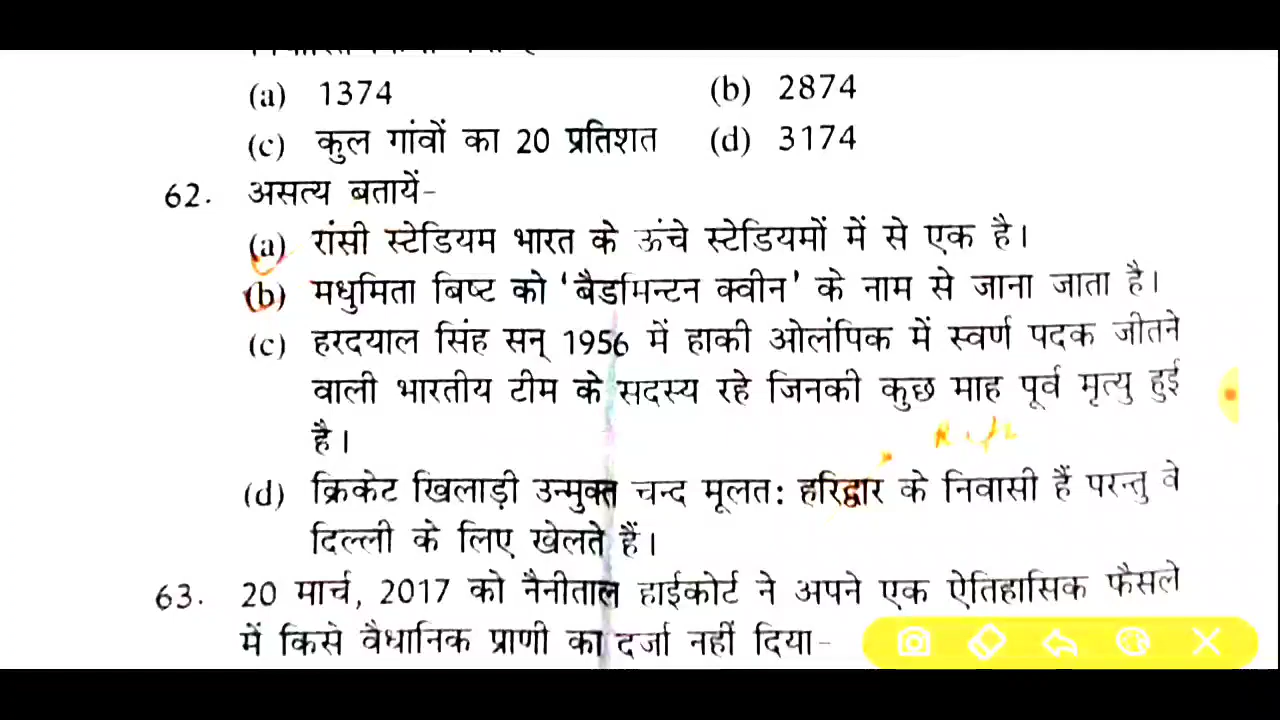 (a) 1374 (b) 2874
(c) कुल गांवों का 20 प्रतिशत (d) 3174
62. असत्य बतायें-
(a) रांसी स्टेडियम भारत के ऊंचे स्टेडियमों में से एक है।
(b) मधुमिता बिष्ट को 'बैडमिन्टन क्वीन' के नाम से जाना जाता है।
(c) हरदयाल सिंह सन् 1956 में हाकी ओलंपिक में स्वर्ण पदक जीतने
वाली भारतीय टीम के सदस्य रहे जिनकी कुछ माह पूर्व मृत्यु हुई
है।
(d) क्रिकेट खिलाड़ी उन्मुक्त चन्द मूलत: हरिद्वार के निवासी हैं परन्तु वे
दिल्ली के लिए खेलते हैं।
63. 20 मार्च, 2017 को नैनीताल हाईकोर्ट ने अपने एक ऐतिहासिक फैसले
में किसे वैधानिक प्राणी का दर्जा नहीं दिया-